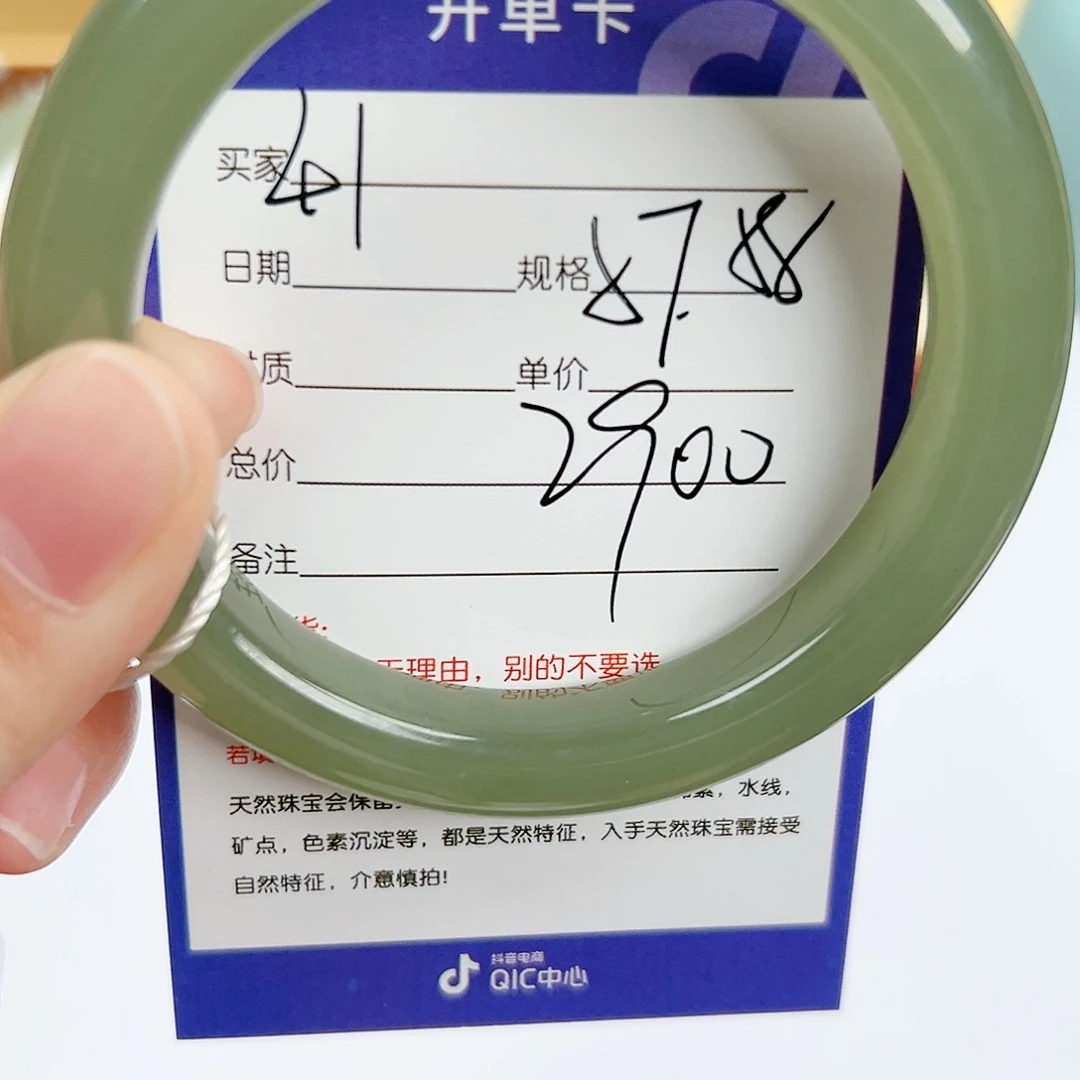 开单卡
买家 41
日期 规格 87.88
质 单价
总价 2900
备注
理由，别的不要选
天然珠宝会保留
水线，
矿点，色素沉淀等，都是天然特征，入手天然珠宝需接受
自然特征，介意慎拍!
抖音电商
QIC中心